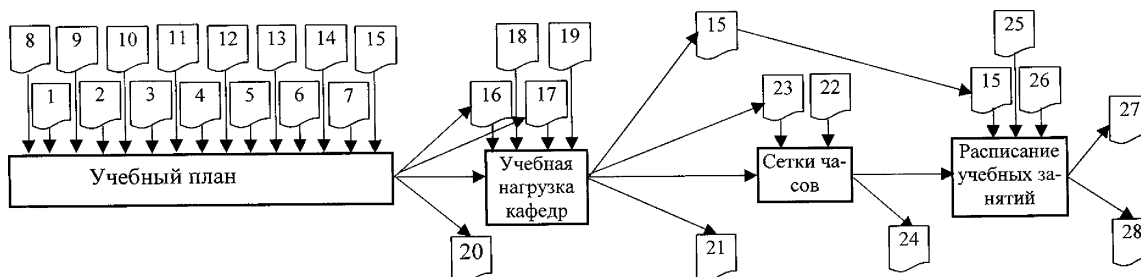 8 9 10 11 12 13 14 15 18 19 15 25
1 2 3 4 5 6 7 16 17 23 22 15 26 27
Учебный план
Учебная
нагрузка
кафедр
Сетки ча-
сов
Расписание
учебных за-
нятий
20 21 24 28